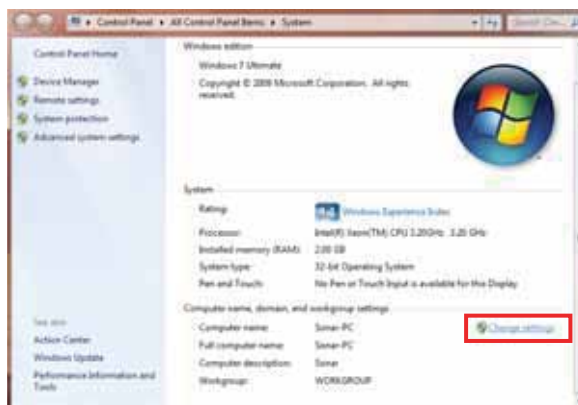 Control Panel ▸ All Control Panel Items ▸ System
Control Panel Home
Device Manager
Remote settings
System protection
Advanced system settings
Windows edition
Windows 7 Ultimate
Copyright © 2009 Microsoft Corporation. All rights
reserved.
System
Rating:
Windows Experience Index
Processor: Intel(R) Xeon(TM) CPU 3.20GHz 3.20 GHz
Installed memory (RAM): 2.00 GB
System type: 32-bit Operating System
Pen and Touch: No Pen or Touch Input is available for this Display
Computer name, domain, and workgroup settings
Computer name: Sonar-PC
Change settings
Full computer name: Sonar-PC
Computer description: Sonar
Workgroup: WORKGROUP
See also
Action Center
Windows Update
Performance Information and
Tools